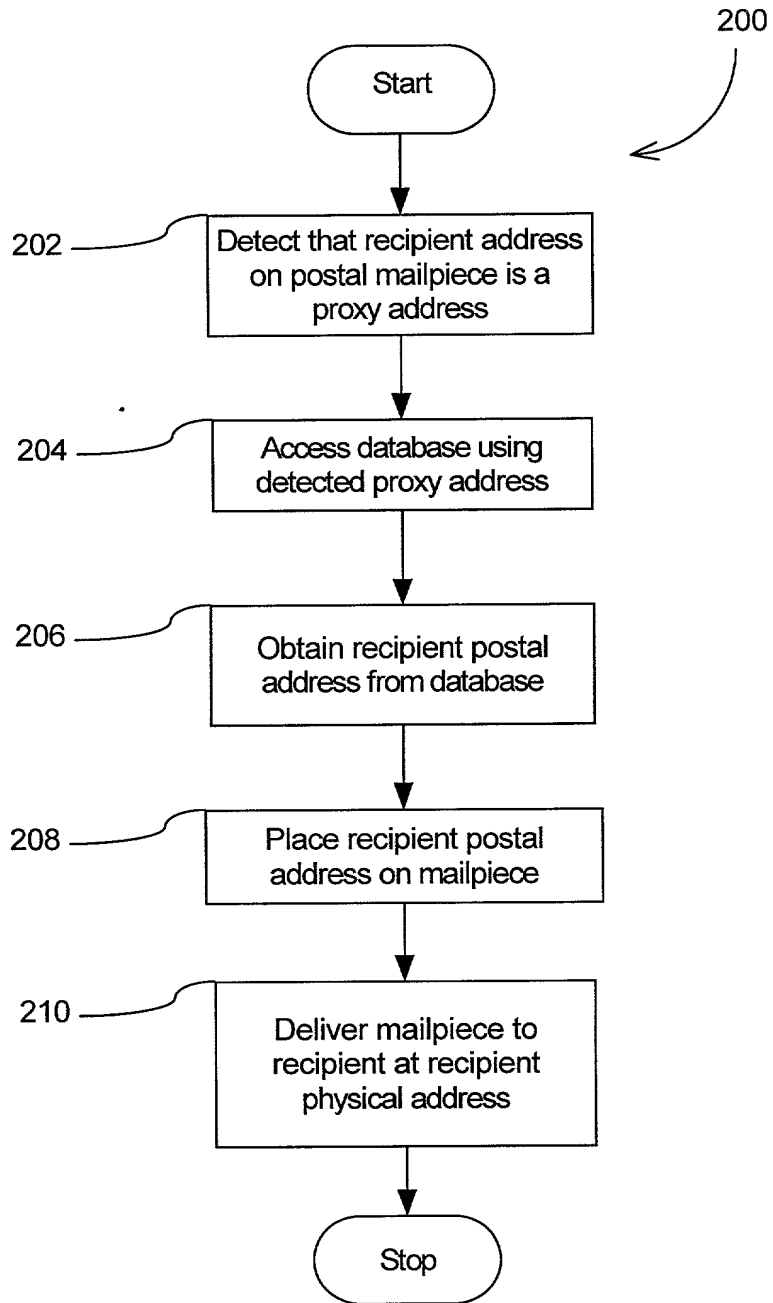 200
Start
202
Detect that recipient address
on postal mailpiece is a
proxy address
204
Access database using
detected proxy address
206
Obtain recipient postal
address from database
208
Place recipient postal
address on mailpiece
210
Deliver mailpiece to
recipient at recipient
physical address
Stop